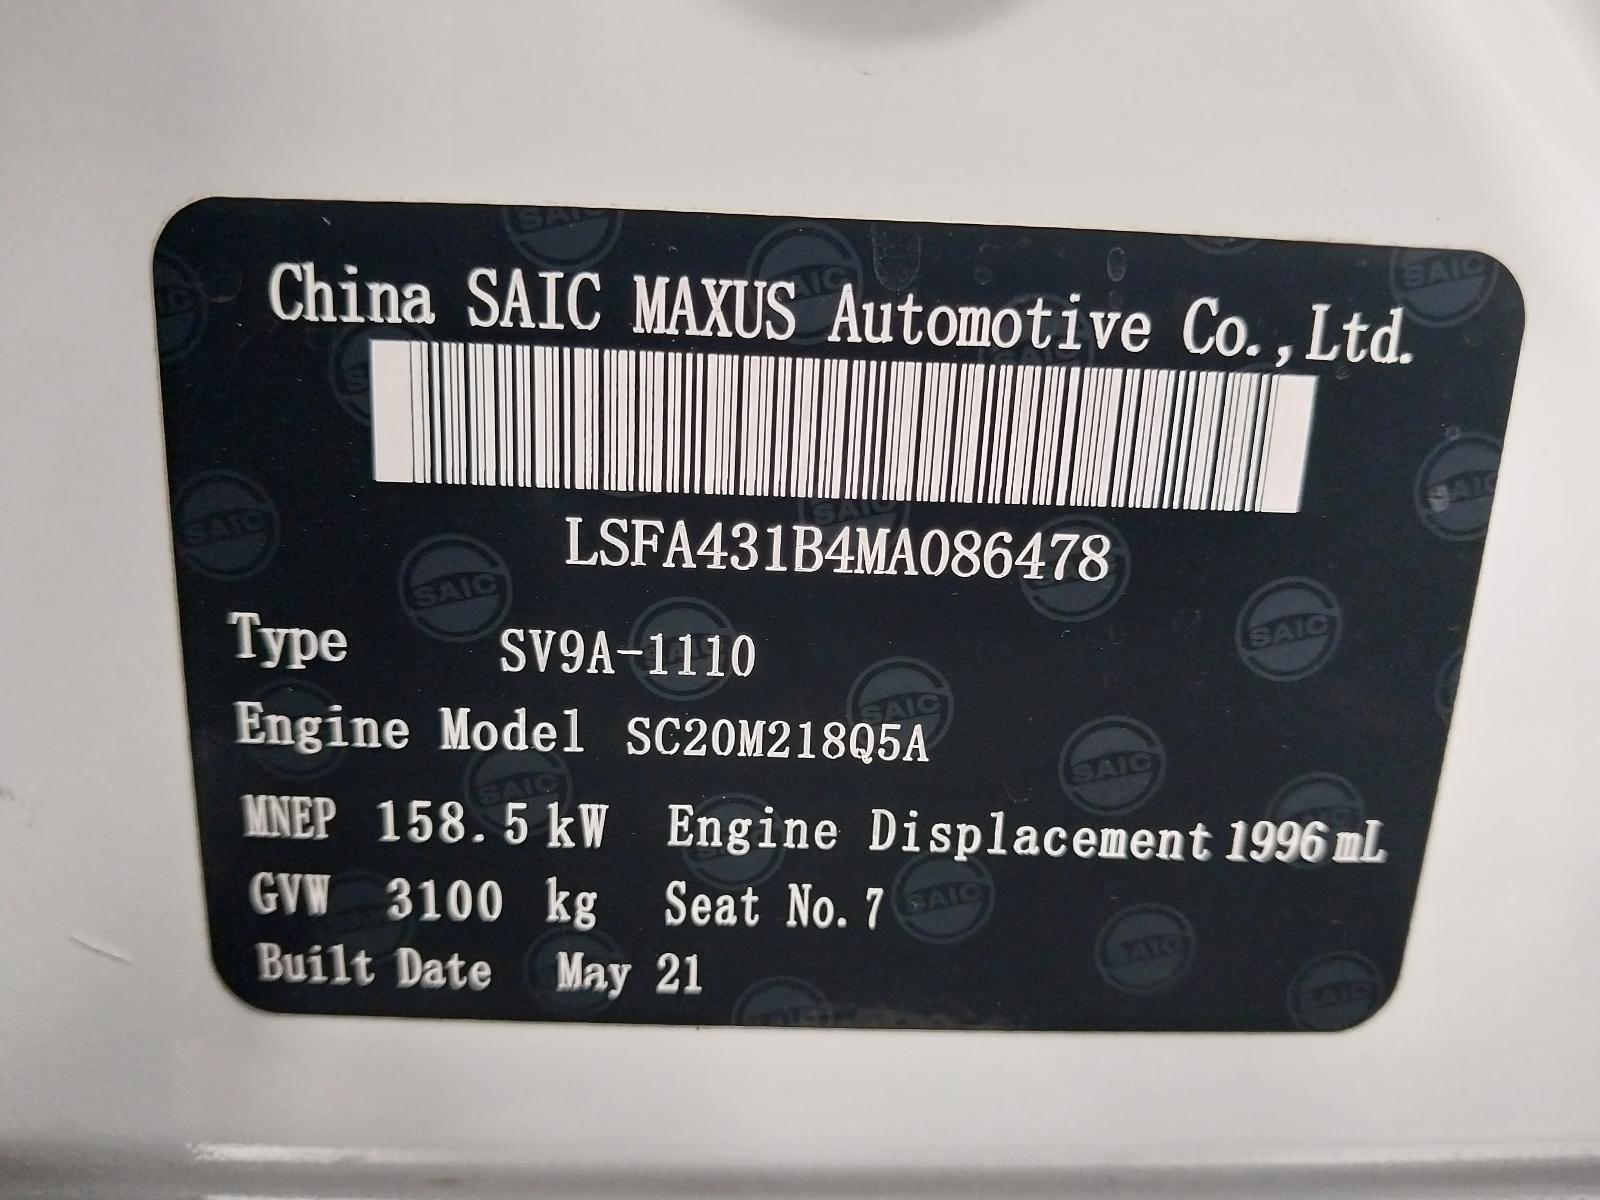 China SAIC MAXUS Automotive Co.,Ltd.
LSFA431B4MA086478
Type SV9A-1110
Engine Model SC20M218Q5A
MNEP 158.5 kW Engine Displacement 1996 mL
GVW 3100 kg Seat No. 7
Built Date May 21